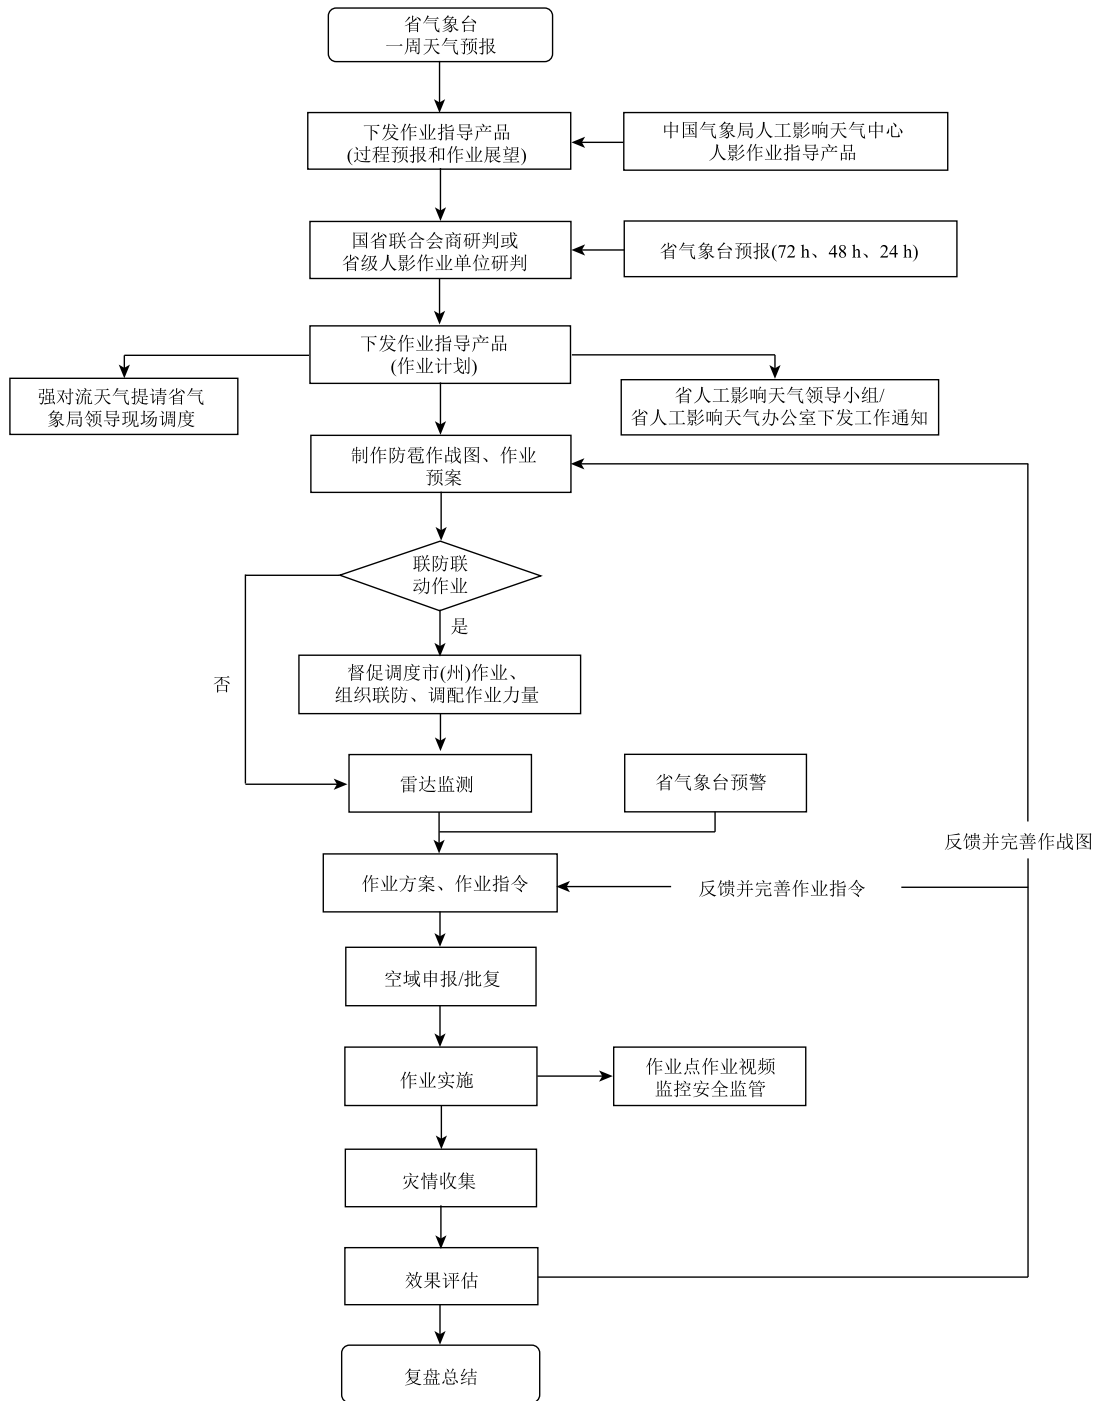 省气象台
一周天气预报
下发作业指导产品
(过程预报和作业展望)
中国气象局人工影响天气中心
人影作业指导产品
国省联合会商研判或
省级人影作业单位研判
省气象台预报(72 h、48 h、24 h)
下发作业指导产品
(作业计划)
强对流天气提请省气
象局领导现场调度
省人工影响天气领导小组/
省人工影响天气办公室下发工作通知
制作防雹作战图、作业
预案
联防联
动作业
是
否
督促调度市(州)作业、
组织联防、调配作业力量
雷达监测
省气象台预警
反馈并完善作战图
作业方案、作业指令
反馈并完善作业指令
空域申报/批复
作业实施
作业点作业视频
监控安全监管
灾情收集
效果评估
复盘总结